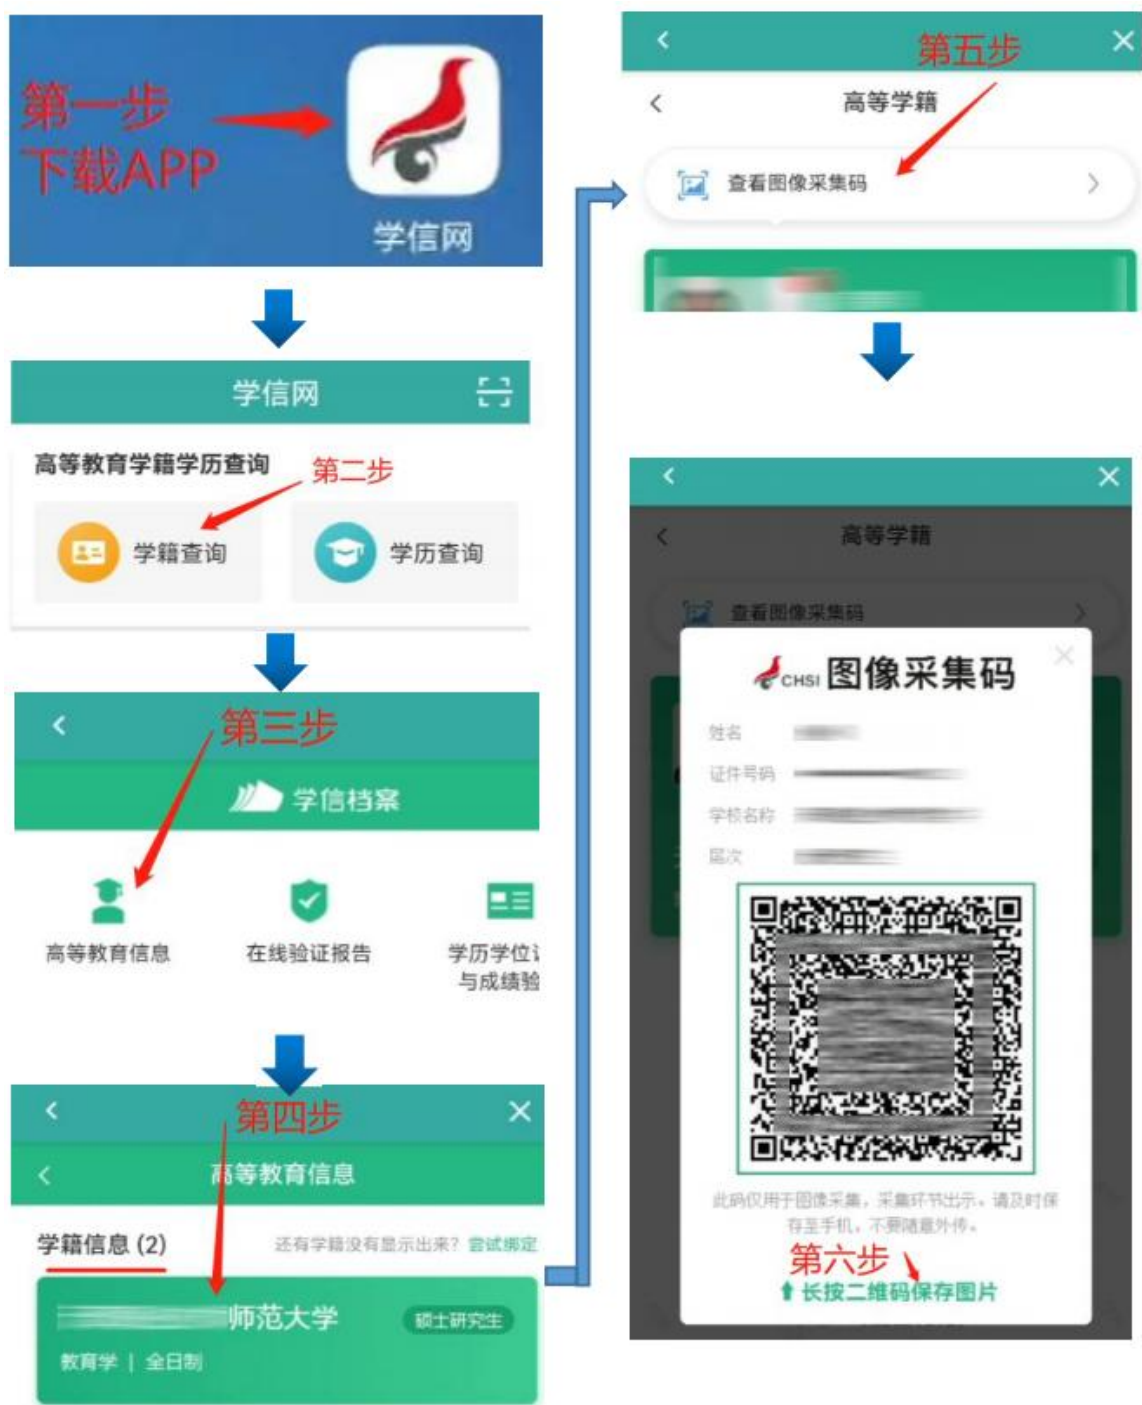 第一步
下载APP
学信网
学信网
高等教育学籍学历查询
第二步
学籍查询
学历查询
第三步
学信档案
高等教育信息
在线验证报告
学历学位
与成绩验
第四步
高等教育信息
学籍信息 (2)
还有学籍没有显示出来？尝试绑定
师范大学
硕士研究生
教育学 | 全日制
第五步
高等学籍
查看图像采集码
高等学籍
查看图像采集码
CHSI 图像采集码
姓名
证件号码
学校名称
层次
此码仅用于图像采集，采集环节出示。请及时保
存至手机，不要随意外传。
第六步
长按二维码保存图片